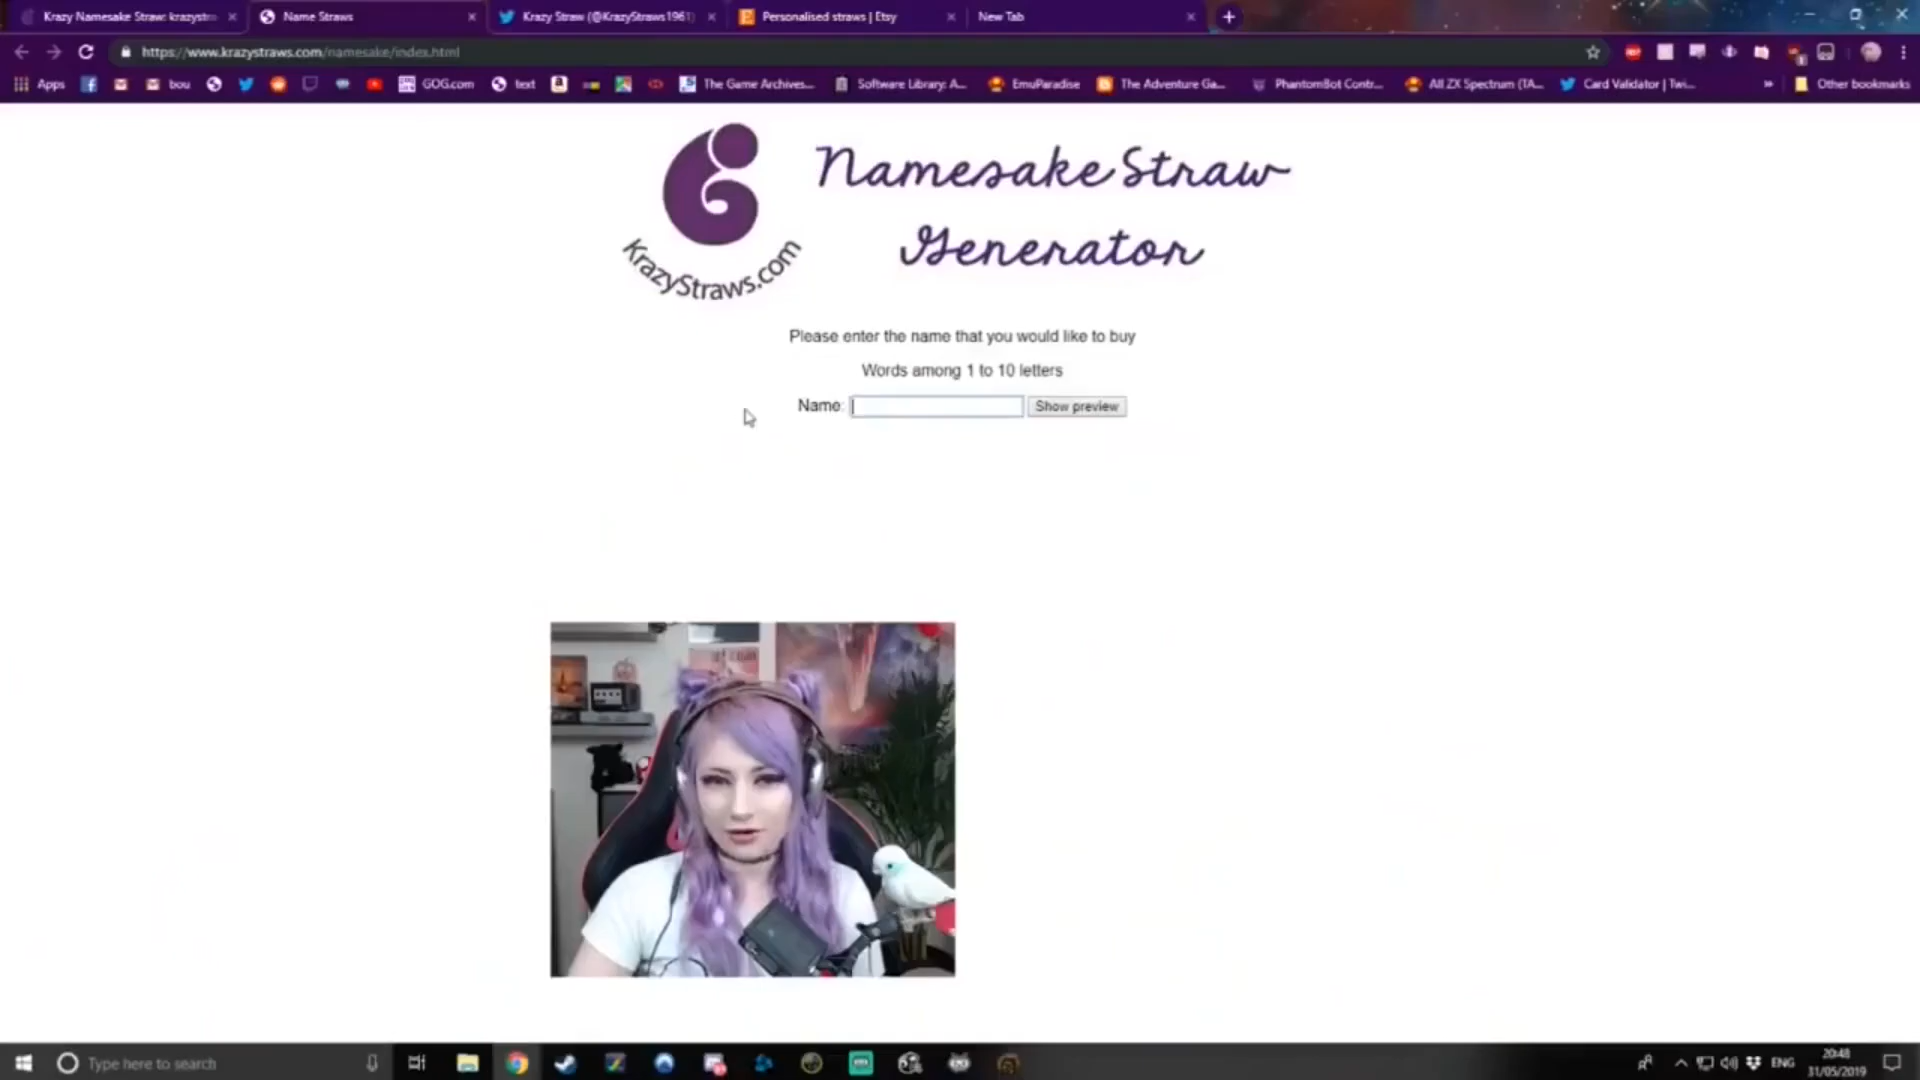 Krazy Namesake Straw: krazystr
Name Straws
Krazy Straw (@KrazyStraws1961)
Personalised straws | Etsy
New Tab
https://www.krazystraws.com/namesake/index.html
Apps
bou
GOG.com
text
The Game Archives...
Software Library: A...
EmuParadise
The Adventure Ga...
PhantomBot Contr...
All ZX Spectrum (TA...
Card Validator | Twi...
Other bookmarks
KrazyStraws.com
Namesake Straw
Generator
Please enter the name that you would like to buy
Words among 1 to 10 letters
Name:
Show preview
Type here to search
ENG
20:48
31/05/2019